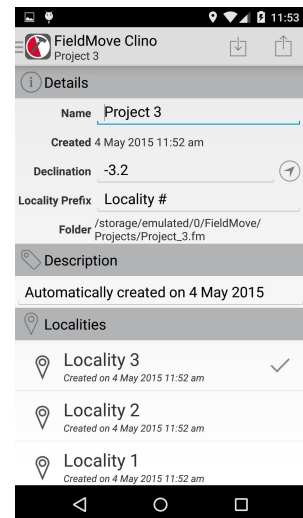 11:53
FieldMove Clino
Project 3
Details
Name Project 3
Created 4 May 2015 11:52 am
Declination -3.2
Locality Prefix Locality #
Folder /storage/emulated/0/FieldMove/
Projects/Project_3.fm
Description
Automatically created on 4 May 2015
Localities
Locality 3
Created on 4 May 2015 11:52 am
Locality 2
Created on 4 May 2015 11:52 am
Locality 1
Created on 4 May 2015 11:52 am